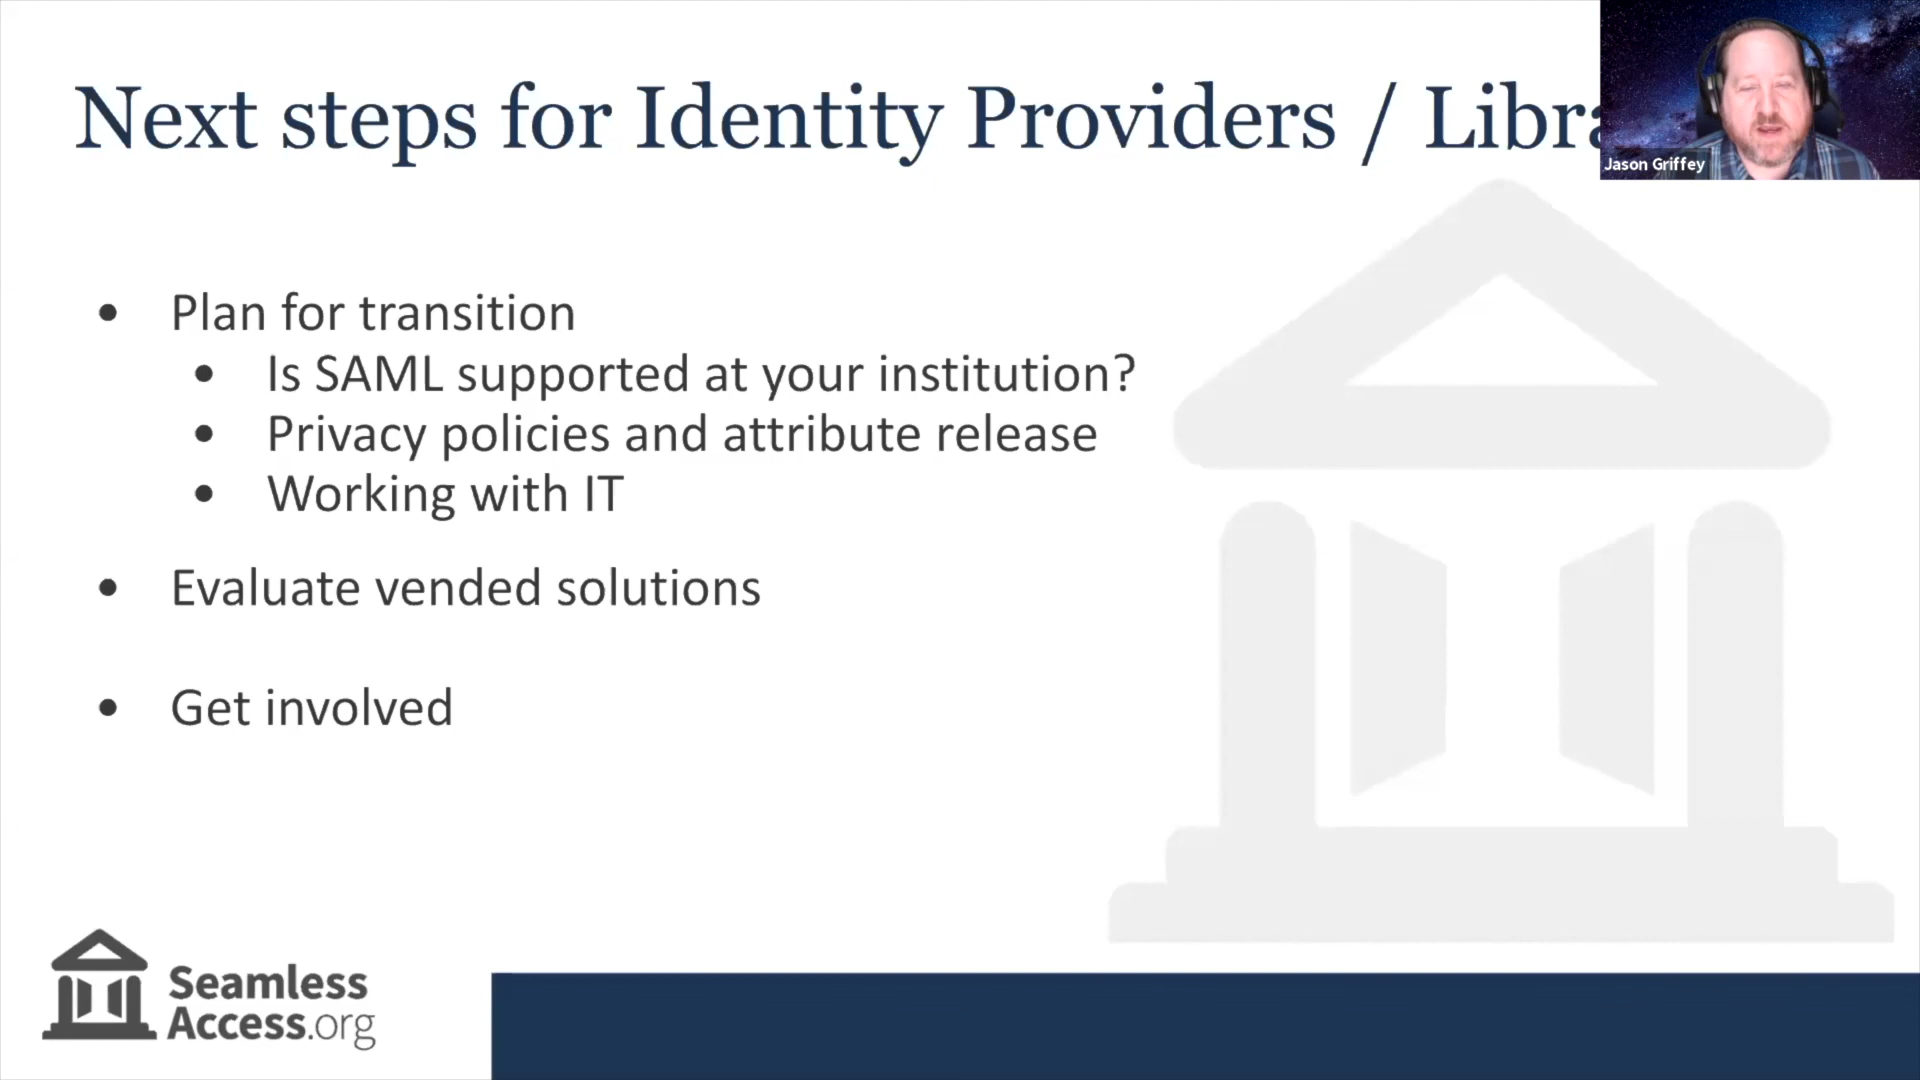 Next steps for Identity Providers / Libra
Jason Griffey
• Plan for transition
• Is SAML supported at your institution?
• Privacy policies and attribute release
• Working with IT
• Evaluate vended solutions
• Get involved
Seamless
Access.org